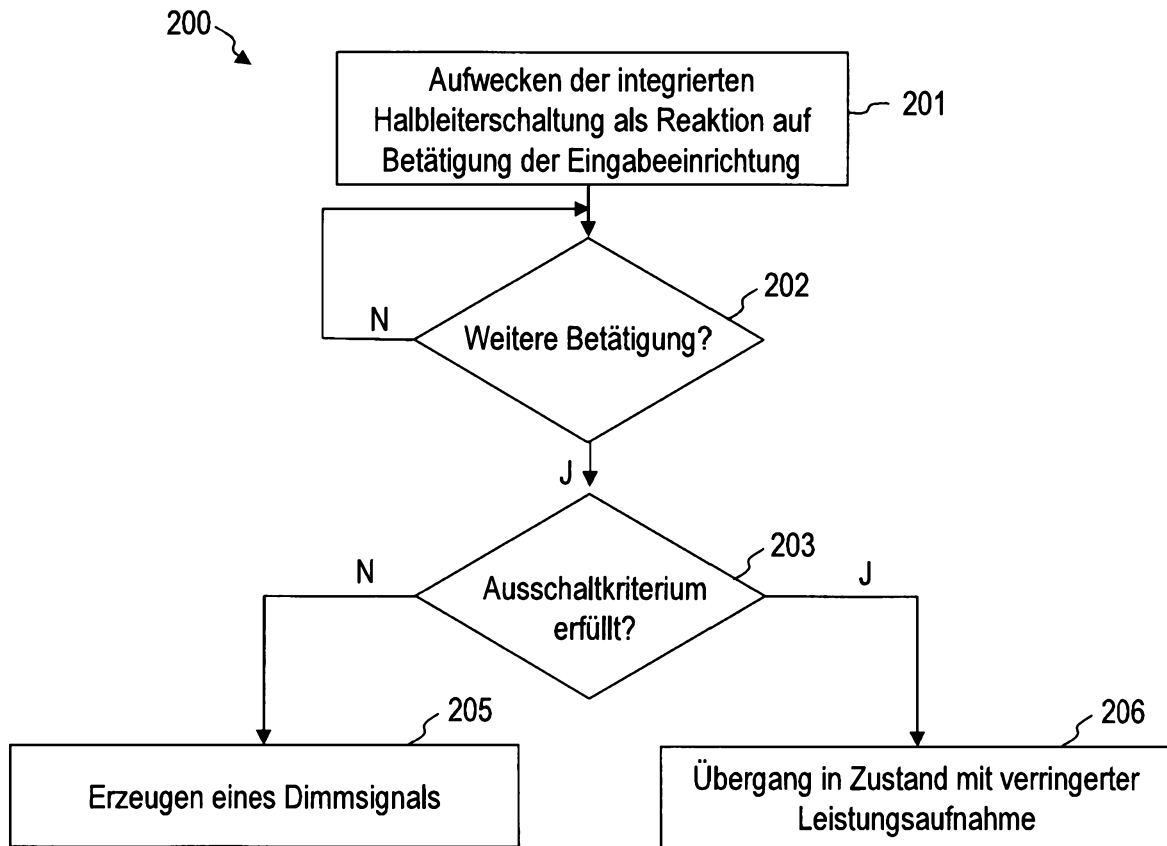 200
Aufwecken der integrierten
Halbleiterschaltung als Reaktion auf
Betätigung der Eingabeeinrichtung
201
202
N
Weitere Betätigung?
J
203
N
J
Ausschaltkriterium
erfüllt?
205
206
Erzeugen eines Dimmsignals
Übergang in Zustand mit verringerter
Leistungsaufnahme